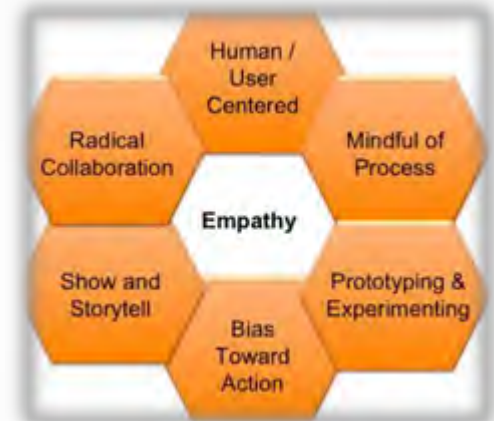 Human /
User
Centered
Radical
Collaboration
Mindful of
Process
Empathy
Show and
Storytell
Prototyping &
Experimenting
Bias
Toward
Action